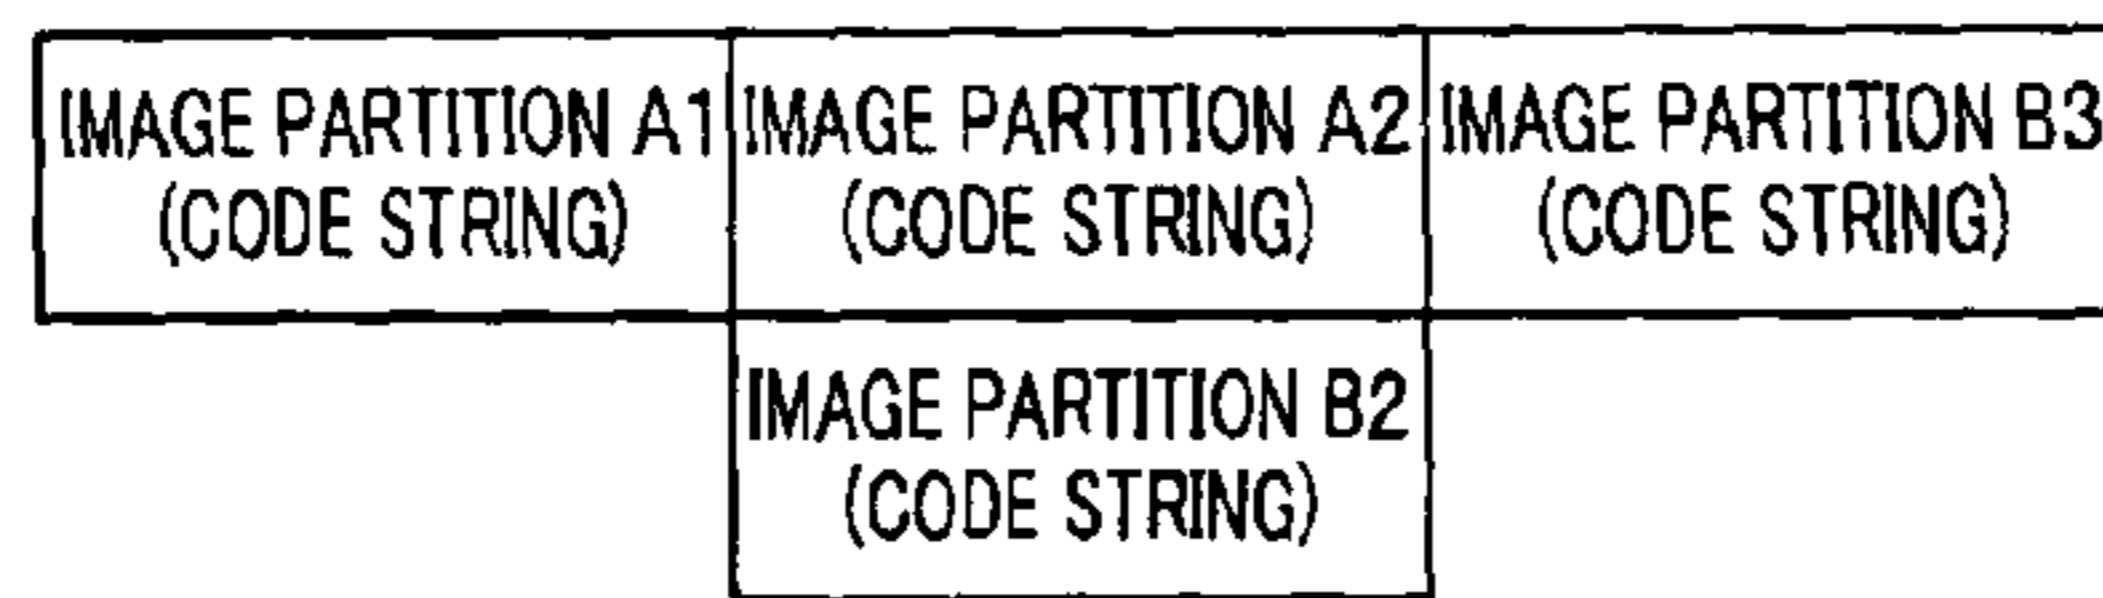 IMAGE PARTITION A1
(CODE STRING)
IMAGE PARTITION A2
(CODE STRING)
IMAGE PARTITION B3
(CODE STRING)
IMAGE PARTITION B2
(CODE STRING)